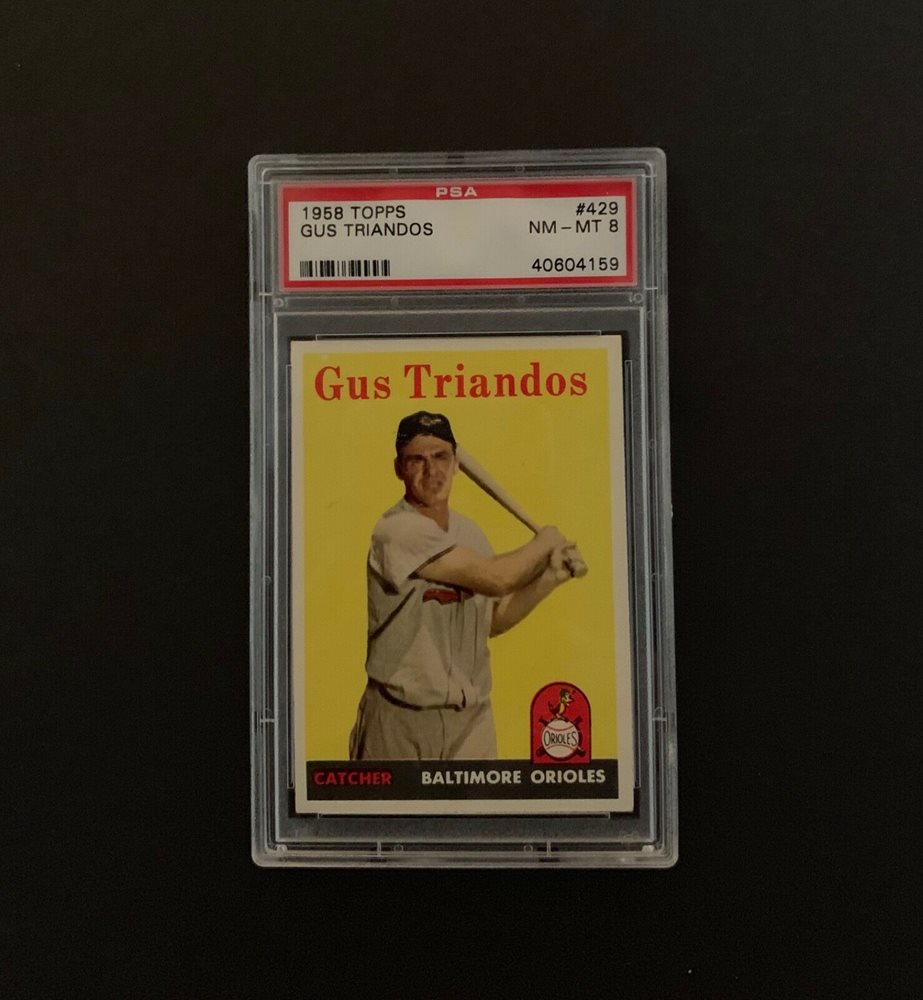 PSA
1958 TOPPS #429
GUS TRIANDOS NM-MT 8
40604159
Gus Triandos
ORIOLES
CATCHER BALTIMORE ORIOLES